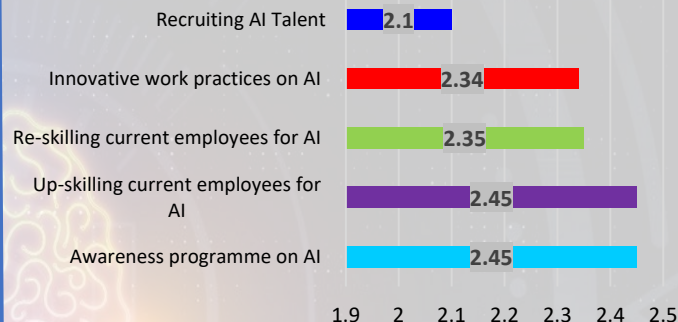 Recruiting AI Talent 2.1
Innovative work practices on AI 2.34
Re-skilling current employees for AI 2.35
Up-skilling current employees for
AI 2.45
Awareness programme on AI 2.45
1.9 2 2.1 2.2 2.3 2.4 2.5